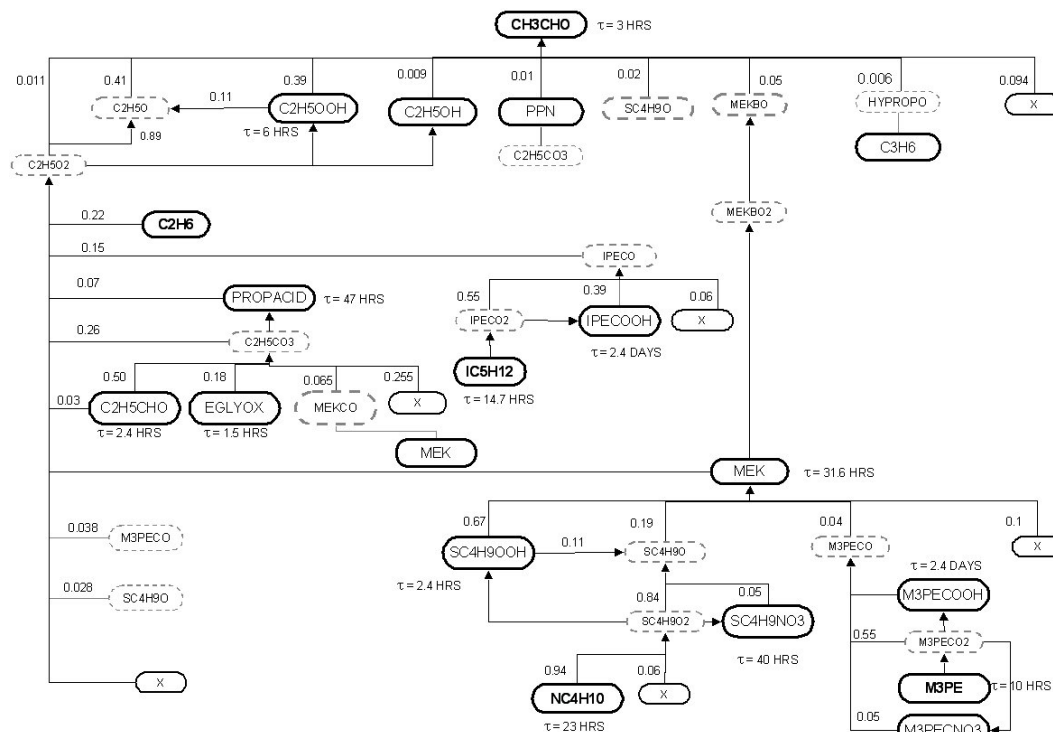 CH3CHO τ = 3 HRS
0.011 0.41 0.39 0.009 0.01 0.02 0.05 0.006 0.094
C2H5O 0.11 C2H5OOH C2H5OH PPN SC4H9O MEKBO HYPROPO X
τ = 6 HRS
0.89
C2H5O2 C2H5CO3 C3H6
0.22 C2H6 MEKBO2
0.15 IPECO
0.07 PROPACID τ = 47 HRS 0.55 0.39 0.06
IPECO2 IPECOOH X
0.26 C2H5CO3 τ = 2.4 DAYS
0.50 0.18 0.065 0.255 IC5H12
0.03 C2H5CHO EGLYOX MEKCO X τ = 14.7 HRS
τ = 2.4 HRS τ = 1.5 HRS
MEK
MEK τ = 31.6 HRS
0.67 0.19 0.04 0.1
0.038 M3PECO SC4H9OOH 0.11 SC4H9O M3PECO X
τ = 2.4 HRS τ = 2.4 DAYS
0.028 SC4H9O 0.84 0.05 M3PECOOH
SC4H9O2 SC4H9NO3 0.55 M3PECO2
τ = 40 HRS
0.94 0.06
X NC4H10 X M3PE τ = 10 HRS
τ = 23 HRS 0.05 M3PECNO3